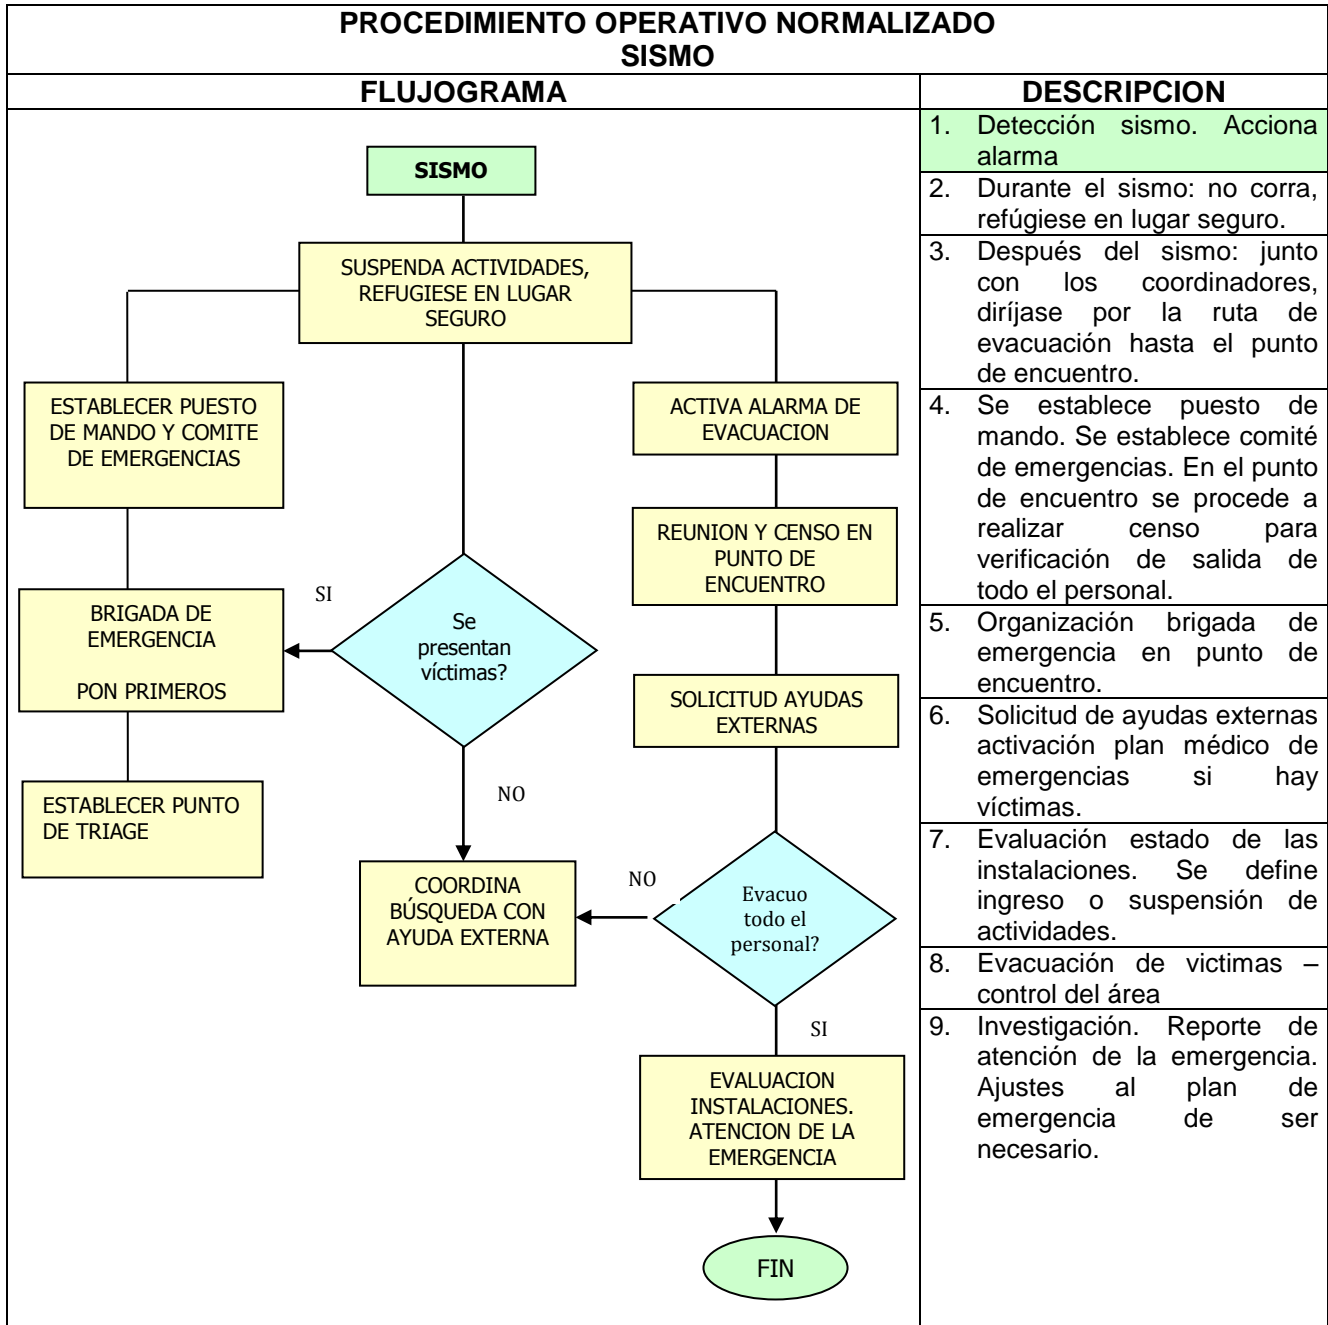 PROCEDIMIENTO OPERATIVO NORMALIZADO
SISMO
FLUJOGRAMA
SISMO
SUSPENDA ACTIVIDADES,
REFUGIESE EN LUGAR
SEGURO
ESTABLECER PUESTO
DE MANDO Y COMITE
DE EMERGENCIAS
ACTIVA ALARMA DE
EVACUACION
REUNION Y CENSO EN
PUNTO DE
ENCUENTRO
SI
BRIGADA DE
EMERGENCIA
PON PRIMEROS
Se
presentan
víctimas?
SOLICITUD AYUDAS
EXTERNAS
ESTABLECER PUNTO
DE TRIAGE
NO
COORDINA
BÚSQUEDA CON
AYUDA EXTERNA
NO
Evacuo
todo el
personal?
SI
EVALUACION
INSTALACIONES.
ATENCION DE LA
EMERGENCIA
FIN
DESCRIPCION
1. Detección sismo. Acciona
alarma
2. Durante el sismo: no corra,
refúgiese en lugar seguro.
3. Después del sismo: junto
con los coordinadores,
diríjase por la ruta de
evacuación hasta el punto
de encuentro.
4. Se establece puesto de
mando. Se establece comité
de emergencias. En el punto
de encuentro se procede a
realizar censo para
verificación de salida de
todo el personal.
5. Organización brigada de
emergencia en punto de
encuentro.
6. Solicitud de ayudas externas
activación plan médico de
emergencias si hay
víctimas.
7. Evaluación estado de las
instalaciones. Se define
ingreso o suspensión de
actividades.
8. Evacuación de victimas –
control del área
9. Investigación. Reporte de
atención de la emergencia.
Ajustes al plan de
emergencia de ser
necesario.